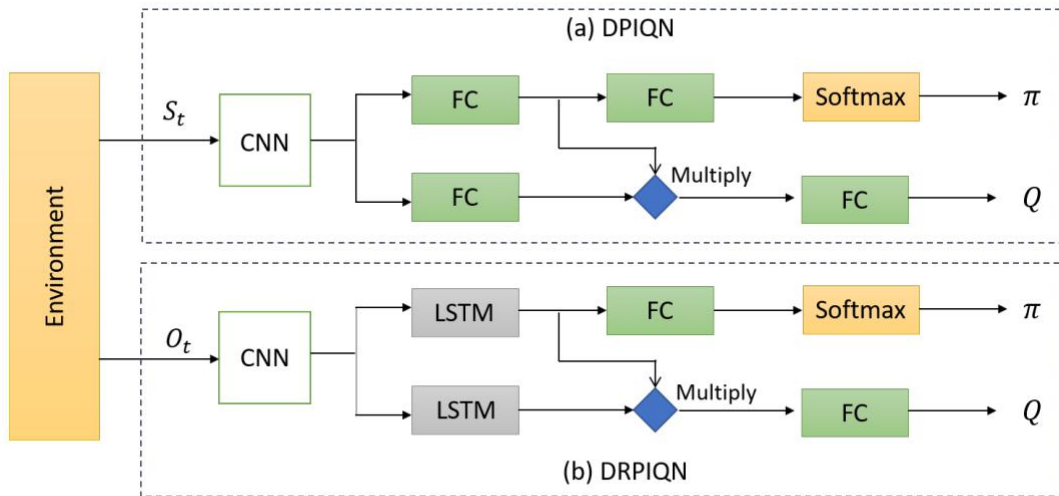 (a) DPIQN
Environment
S_t
CNN
FC
FC
Softmax
π
FC
Multiply
FC
Q
O_t
CNN
LSTM
FC
Softmax
π
LSTM
Multiply
FC
Q
(b) DRPIQN